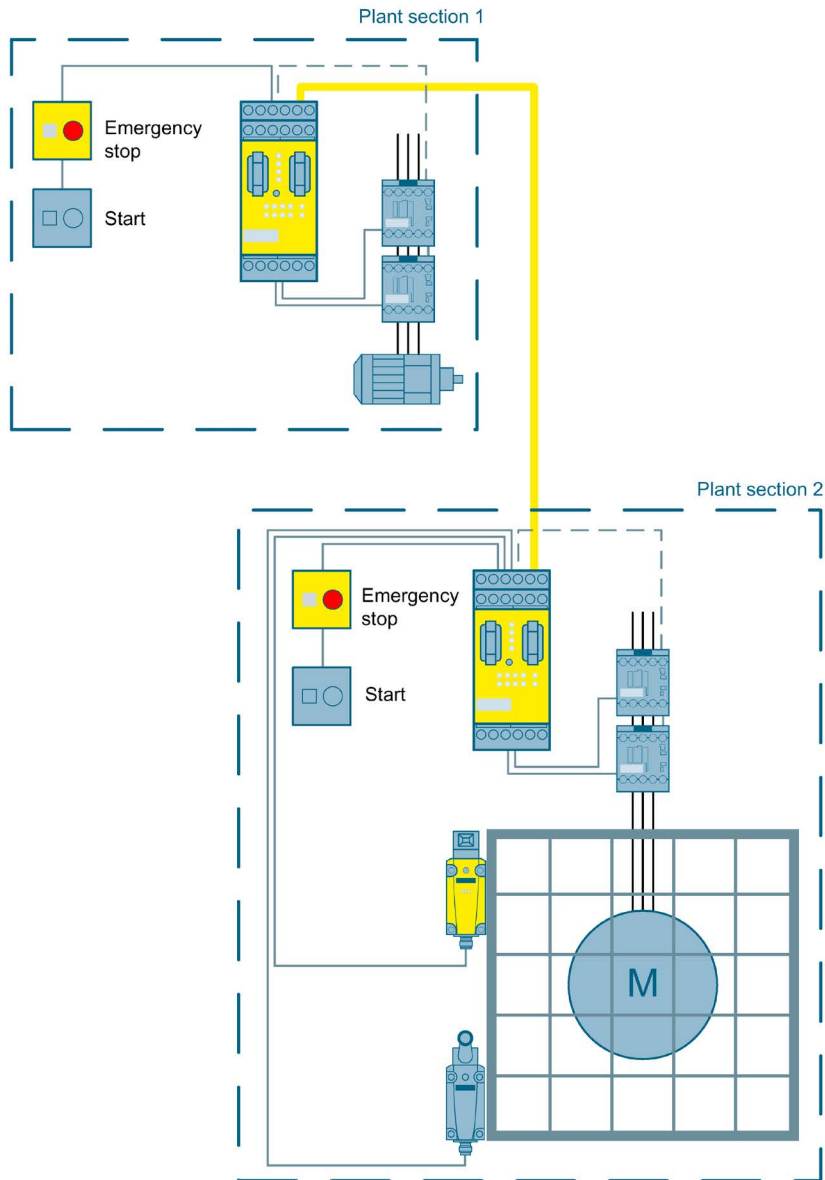 Plant section 1
Emergency
stop
Start
Plant section 2
Emergency
stop
Start
M